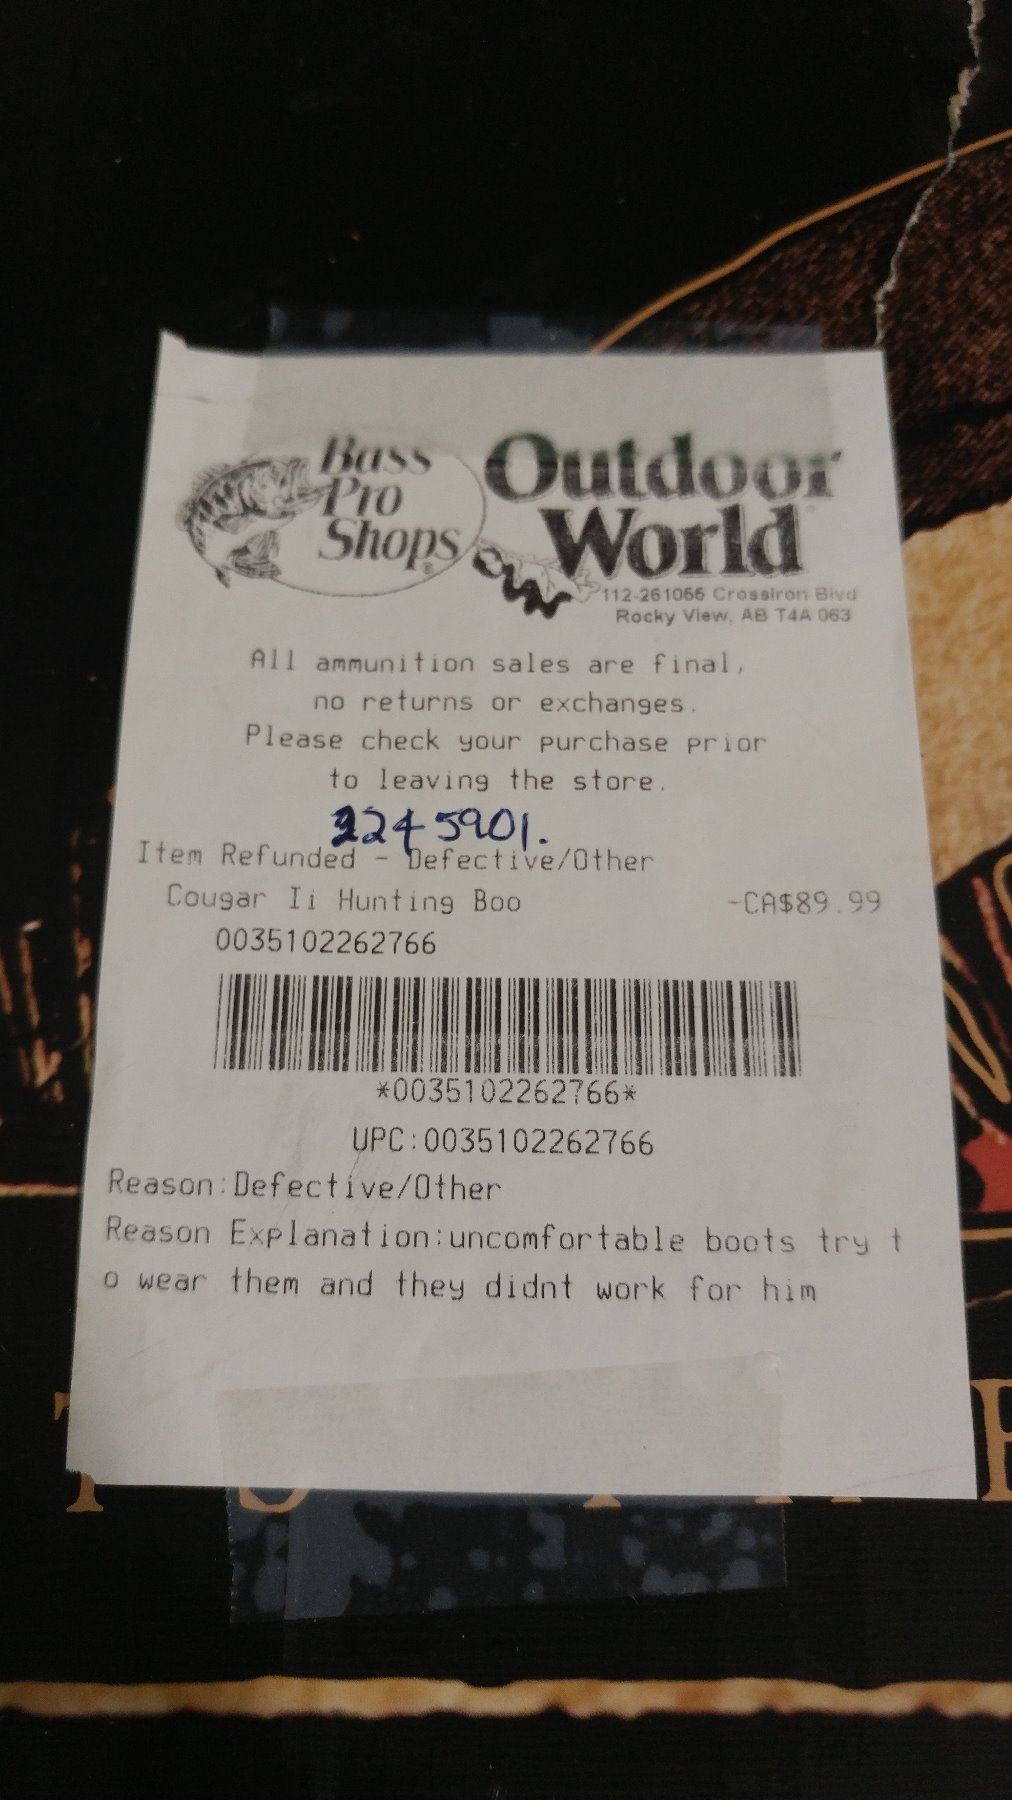 Bass
Pro
Shops®
Outdoor
World®
112-261066 CrossIron Blvd
Rocky View, AB T4A 063
All ammunition sales are final,
no returns or exchanges.
Please check your purchase prior
to leaving the store.
2245901.
Item Refunded - Defective/Other
Cougar Ii Hunting Boo -CA$89.99
0035102262766
*0035102262766*
UPC:0035102262766
Reason:Defective/Other
Reason Explanation:uncomfortable boots try t
o wear them and they didnt work for him